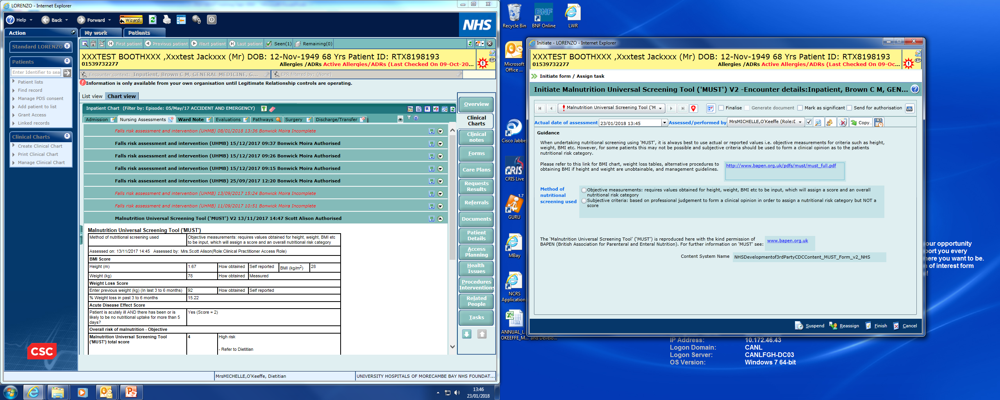 LORENZO - Internet Explorer
Help
Back
Forward
Wizard
NHS
Action
My work
Patients
Standard LORENZO
First patient
Previous patient
Next patient
Last patient
Seen(1)
Remaining(0)
XXXTEST BOOTHXXX ,Xxxtest Jackxxx (Mr) DOB: 12-Nov-1949 68 Yrs Patient ID: RTX8198193
01539732277
Allergies /ADRs Active Allergies/ADRs (Last Checked On 09-Oct-20...
RTT
Encounter context: Inpatient, Brown C M, GENERAL MEDICINE, G...
EPR filtered by: (None)
Information is only available from your own organisation until Legitimate Relationship controls are operating.
Patients
Enter Identifier to sea
Patient lists
Find record
Manage PDS consent
Add patient to list
Grant Access
Linked records
Clinical Charts
Create Clinical Chart
Print Clinical Chart
Manage Clinical Chart
CSC
List view
Chart view
Inpatient Chart (Filter by: Episode: 05/May/17 ACCIDENT AND EMERGENCY)
R
Admission
Nursing Assessments
Ward Note
Evaluations
Pathways
Surgery
Discharge/Transfer
Falls risk assessment and intervention (UHMB) 08/01/2018 13:36 Bonwick Moira Incomplete
Falls risk assessment and intervention (UHMB) 15/12/2017 09:37 Bonwick Moira Authorised
Falls risk assessment and intervention (UHMB) 15/12/2017 09:26 Bonwick Moira Authorised
Falls risk assessment and intervention (UHMB) 15/12/2017 09:15 Bonwick Moira Authorised
Falls risk assessment and intervention (UHMB) 25/09/2017 12:20 Bonwick Moira Authorised
Falls risk assessment and intervention (UHMB) 13/09/2017 15:24 Bonwick Moira Incomplete
Falls risk assessment and intervention (UHMB) 11/09/2017 10:51 Bonwick Moira Incomplete
Malnutrition Universal Screening Tool ('MUST') V2 13/11/2017 14:47 Scott Alison Authorised
Malnutrition Universal Screening Tool ('MUST')
Method of nutritional screening used
Objective measurements: requires values obtained for height, weight, BMI etc
to be input, which will assign a score and an overall nutritional risk category
Assessed on: 13/11/2017 14:45 Assessed by: Mrs.Scott Alison(Role:Clinical Practitioner Access Role)
BMI Score
Height (m) 1.67 How obtained Self reported BMI (kg/m2) 28
Weight (kg) 78 How obtained Measured
Weight Loss Score
Enter previous weight (kg) (In last 3 to 6 months) 92 How obtained Self reported
% Weight loss in past 3 to 6 months 15.22
Acute Disease Effect Score
Patient is acutely ill AND there has been or is
likely to be no nutritional uptake for more than 5
days?
Yes (Score = 2)
Overall risk of malnutrition - Objective
Malnutrition Universal Screening Tool
('MUST') total score
4
High risk
- Refer to Dietitian
Overview
Clinical
Charts
Clinical
notes
Forms
Care Plans
Requests
Results
Referrals
Documents
Patient
Details
Access
Planning
Health
Issues
Procedures
Interventions
Related
People
Tasks
MrsMICHELLE,O'Keeffe, Dietitian
UNIVERSITY HOSPITALS OF MORECAMBE BAY NHS FOUNDAT...
13:46
23/01/2018
Recycle Bin
BNF
BNF Online
LWR
Microsoft
Office ...
Cisco Jabbe
CRIS
CRIS Live
1.7
GURU
MBay
NCRS
Application
ANNUAL_L...
OKEEFFE_M...
and Develo...
Initiate - LORENZO - Internet Explorer
XXXTEST BOOTHXXX ,Xxxtest Jackxxx (Mr) DOB: 12-Nov-1949 68 Yrs Patient ID: RTX8198193
01539732277
Allergies /ADRs Active Allergies/ADRs (Last Checked On 09-Oc...
RTT
Initiate form / Assign task
Initiate Malnutrition Universal Screening Tool ('MUST') V2 -Encounter details:Inpatient, Brown C M, GEN...
Malnutrition Universal Screening Tool ('M
Finalise
Generate document
Mark as significant
Send for authorisation
Actual date of assessment
23/01/2018 13:45
Assessed/performed by
MrsMICHELLE,O'Keeffe (Role:D
Copy..
Guidance
When undertaking nutritional screening using 'MUST', it is always best to use actual or reported values i.e. objective measurements for criteria such as height,
weight, BMI etc. However, for some patients this may not be possible and subjective criteria should be used to form a clinical opinion as to the patients
nutritional risk category.
Please refer to this link for BMI chart, weight loss tables, alternative procedures to
obtaining BMI if height and weight are unobtainable, and management guidelines.
http://www.bapen.org.uk/pdfs/must/must_full.pdf
Method of
nutritional
screening used
Objective measurements: requires values obtained for height, weight, BMI etc to be input, which will assign a score and an overall
nutritional risk category
Subjective criteria: based on professional judgement to form a clinical opinion in order to assign a nutritional risk category but NOT a
score
The 'Malnutrition Universal Screening Tool' ('MUST') is reproduced here with the kind permission of
BAPEN (British Association for Parenteral and Enteral Nutrition). For further information on 'MUST' see:
www.bapen.org.uk
Content System Name
NHSDevelopmentof3rdPartyCDCContent_MUST_Form_v2_NHS
Suspend
Reassign
Finish
Cancel
our opportunity
port you every
here you want to be.
n of interest form
IP Address: 10.172.46.43
Logon Domain: CANL
Logon Server: CANLFGH-DC03
OS Version: Windows 7 64-bit